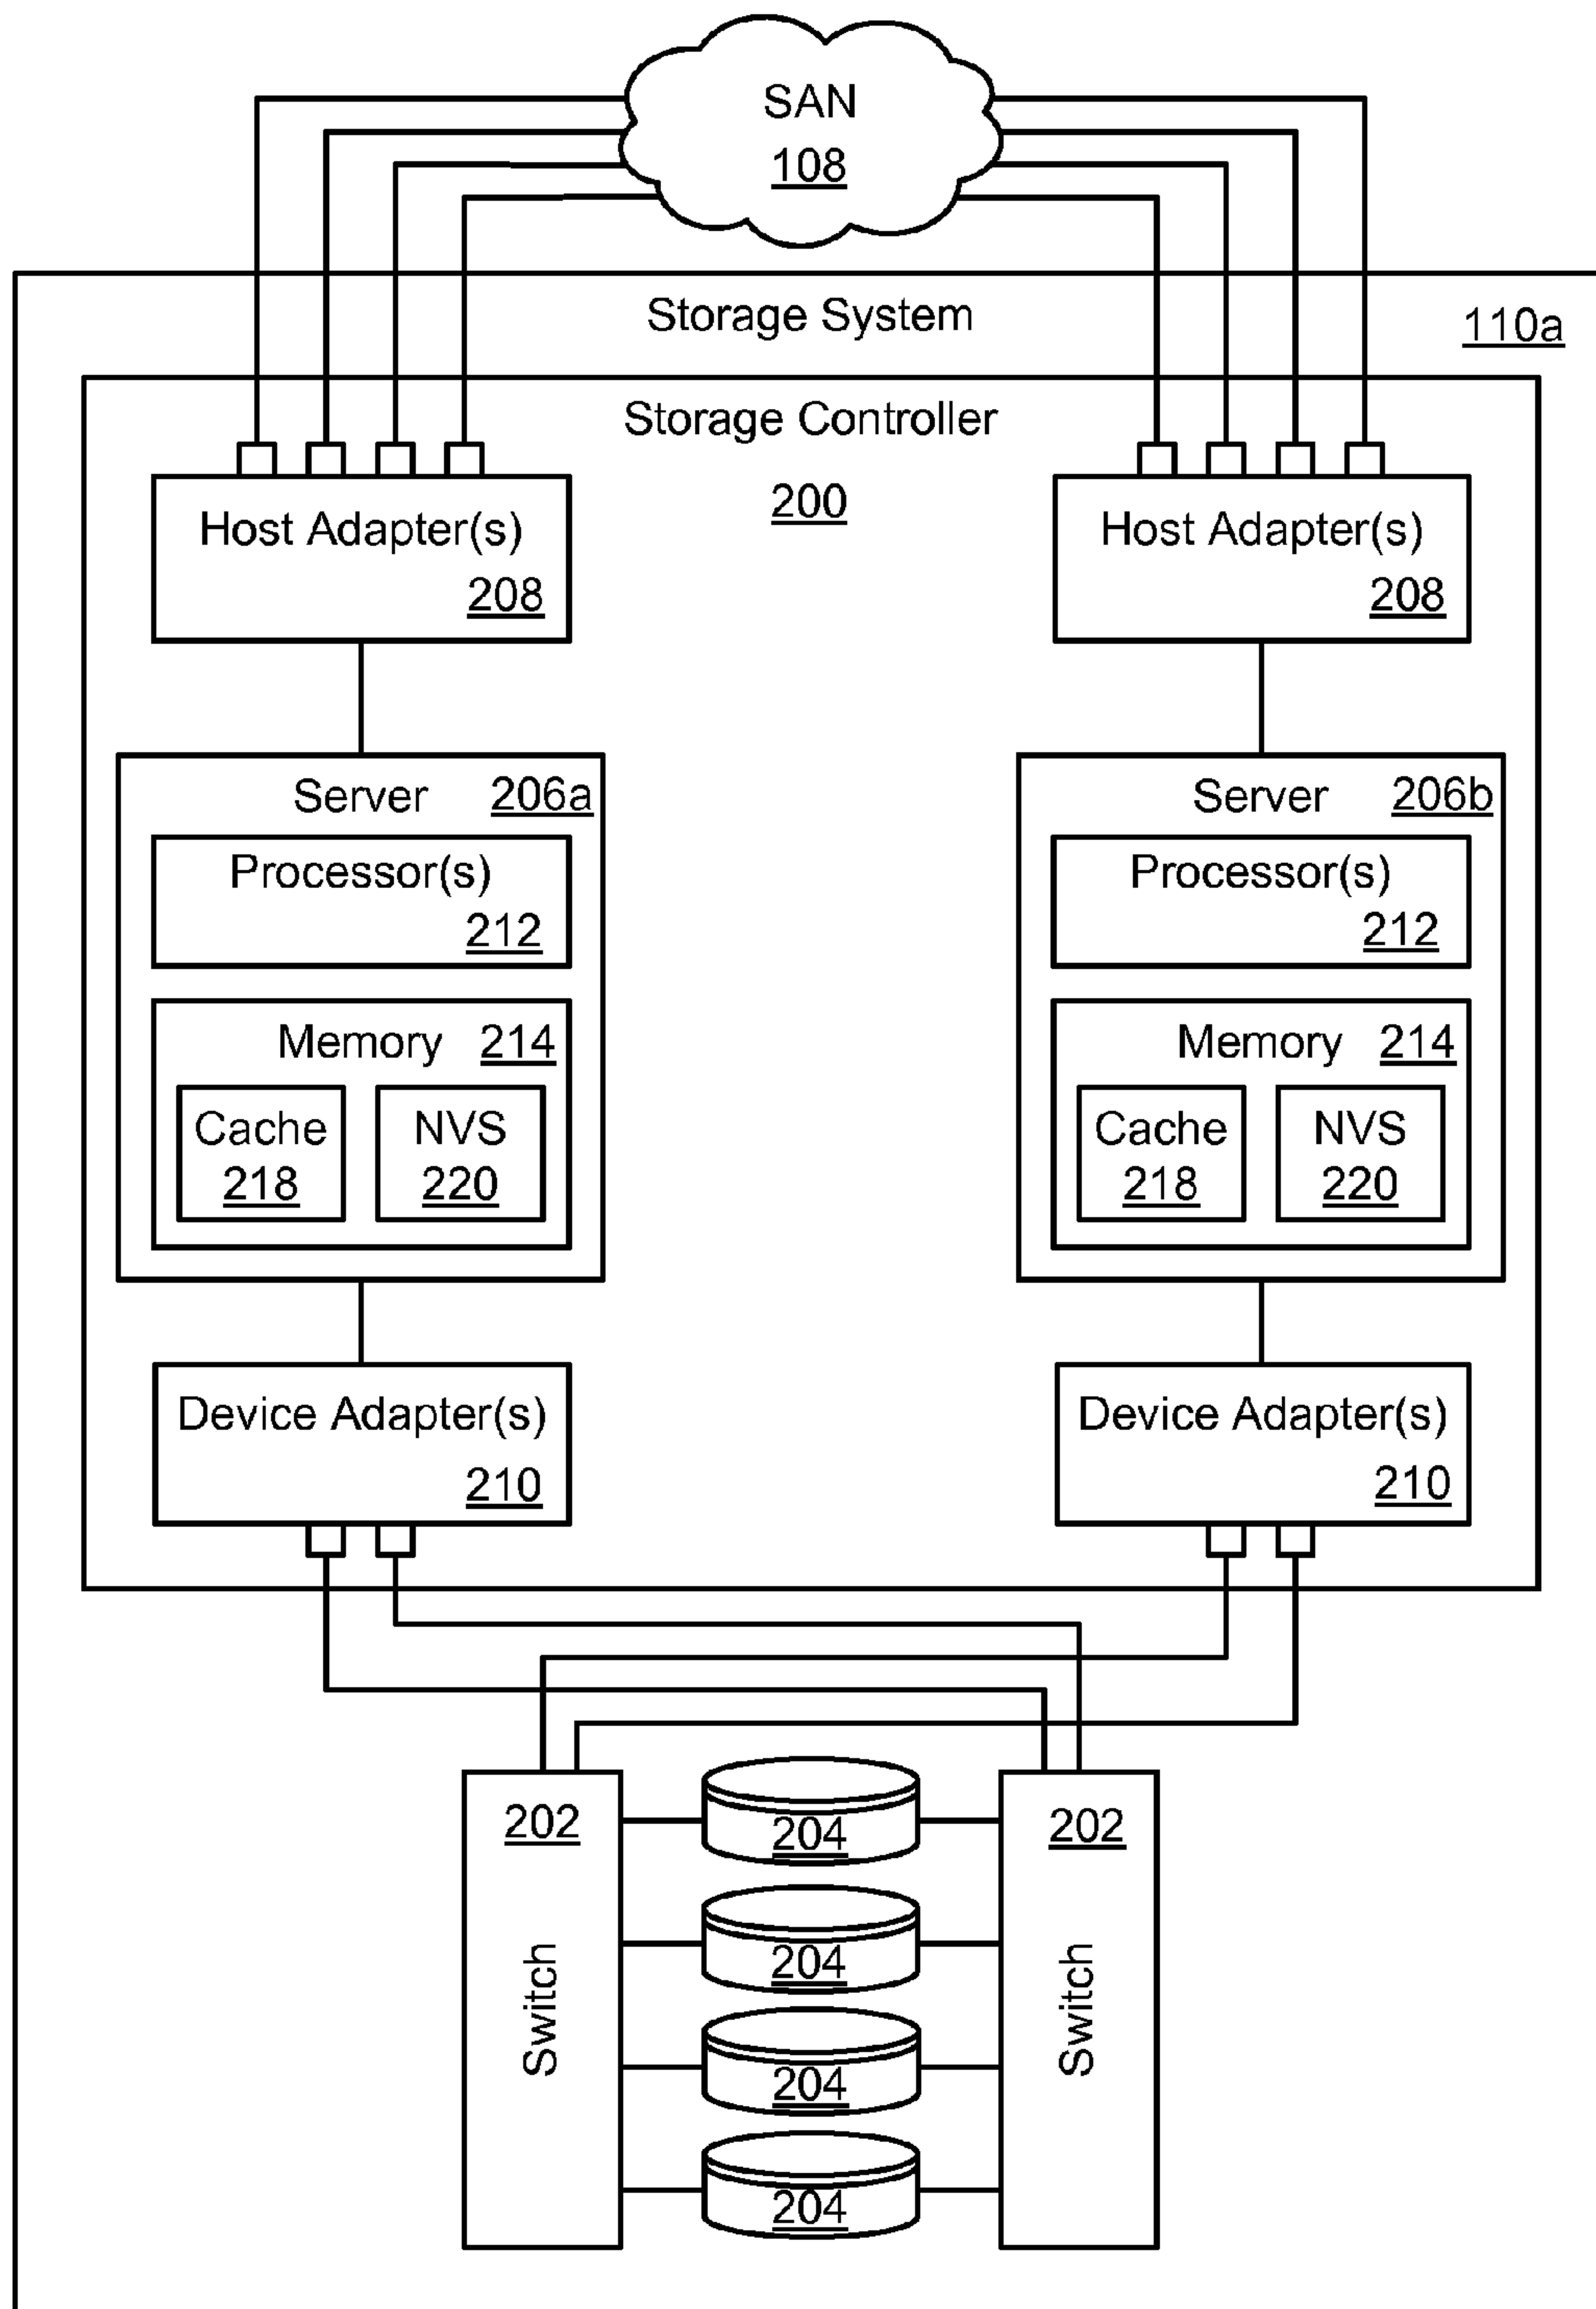 SAN
108
Storage System
110a
Storage Controller
200
Host Adapter(s)
208
Host Adapter(s)
208
Server 206a
Processor(s)
212
Memory 214
Cache
218
NVS
220
Server 206b
Processor(s)
212
Memory 214
Cache
218
NVS
220
Device Adapter(s)
210
Device Adapter(s)
210
202
Switch
204
204
204
204
202
Switch